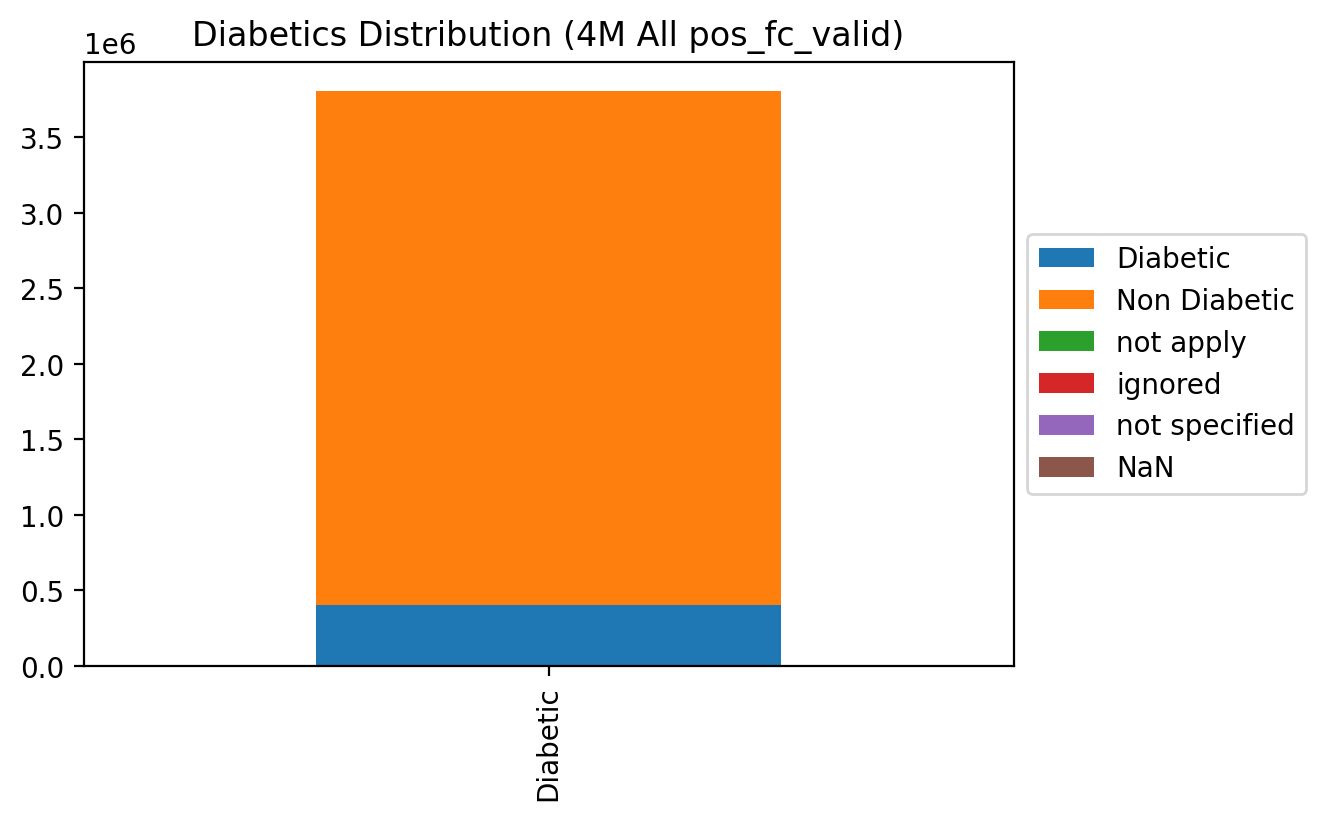 Diabetics Distribution (4M All pos_fc_valid)
1e6
3.5
3.0
2.5
2.0
1.5
1.0
0.5
0.0
Diabetic
Diabetic
Non Diabetic
not apply
ignored
not specified
NaN